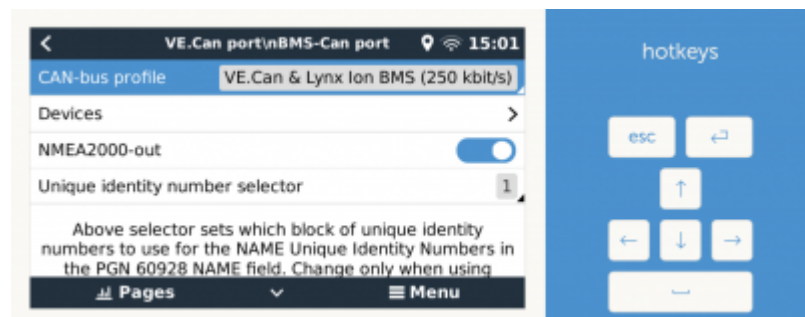 VE.Can port\nBMS-Can port 15:01
CAN-bus profile VE.Can & Lynx Ion BMS (250 kbit/s)
Devices
NMEA2000-out
Unique identity number selector 1
Above selector sets which block of unique identity
numbers to use for the NAME Unique Identity Numbers in
the PGN 60928 NAME field. Change only when using
Pages Menu
hotkeys
esc